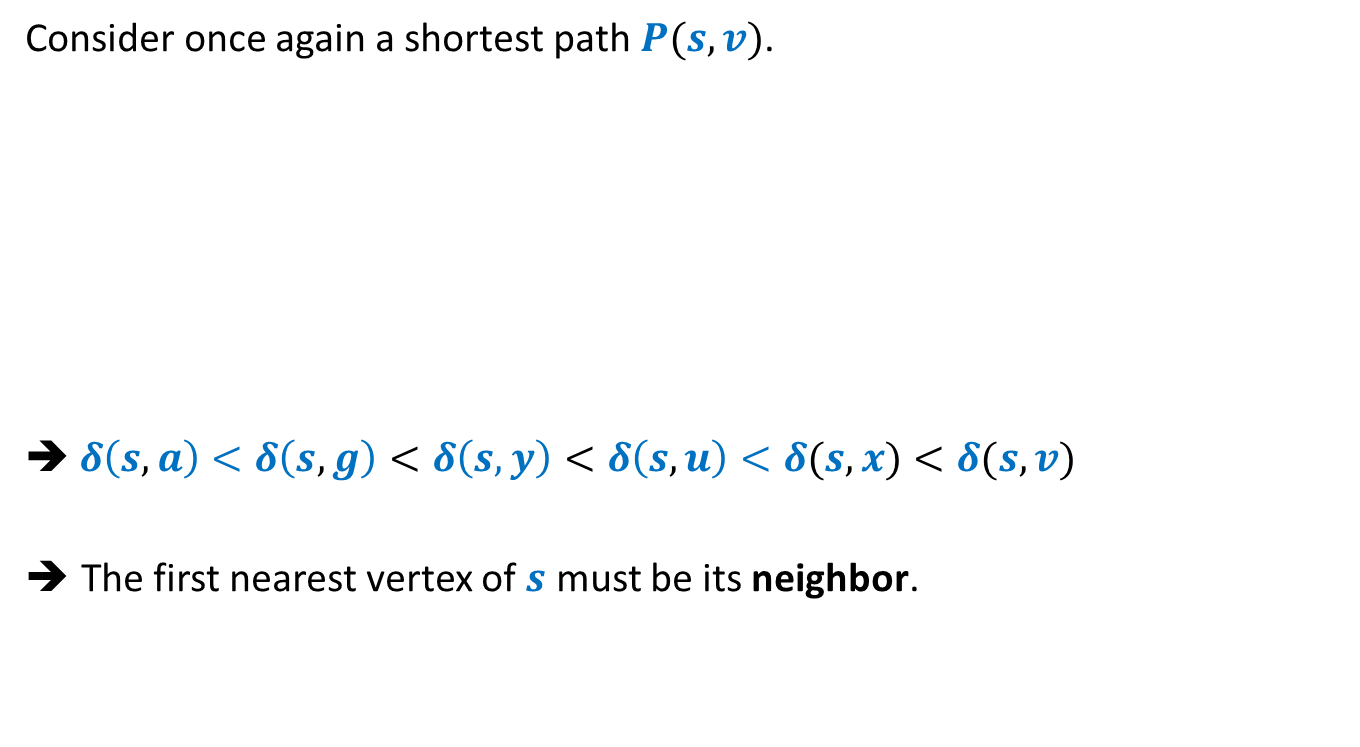 Consider once again a shortest path P(s, v).
➔ δ(s, a) < δ(s, g) < δ(s, y) < δ(s, u) < δ(s, x) < δ(s, v)
➔ The first nearest vertex of s must be its neighbor.